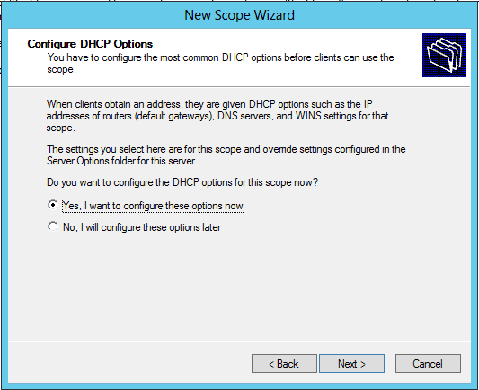 New Scope Wizard
Configure DHCP Options
You have to configure the most common DHCP options before clients can use the
scope.
When clients obtain an address, they are given DHCP options such as the IP
addresses of routers (default gateways), DNS servers, and WINS settings for that
scope.
The settings you select here are for this scope and override settings configured in the
Server Options folder for this server.
Do you want to configure the DHCP options for this scope now?
Yes, I want to configure these options now
No, I will configure these options later
< Back
Next >
Cancel